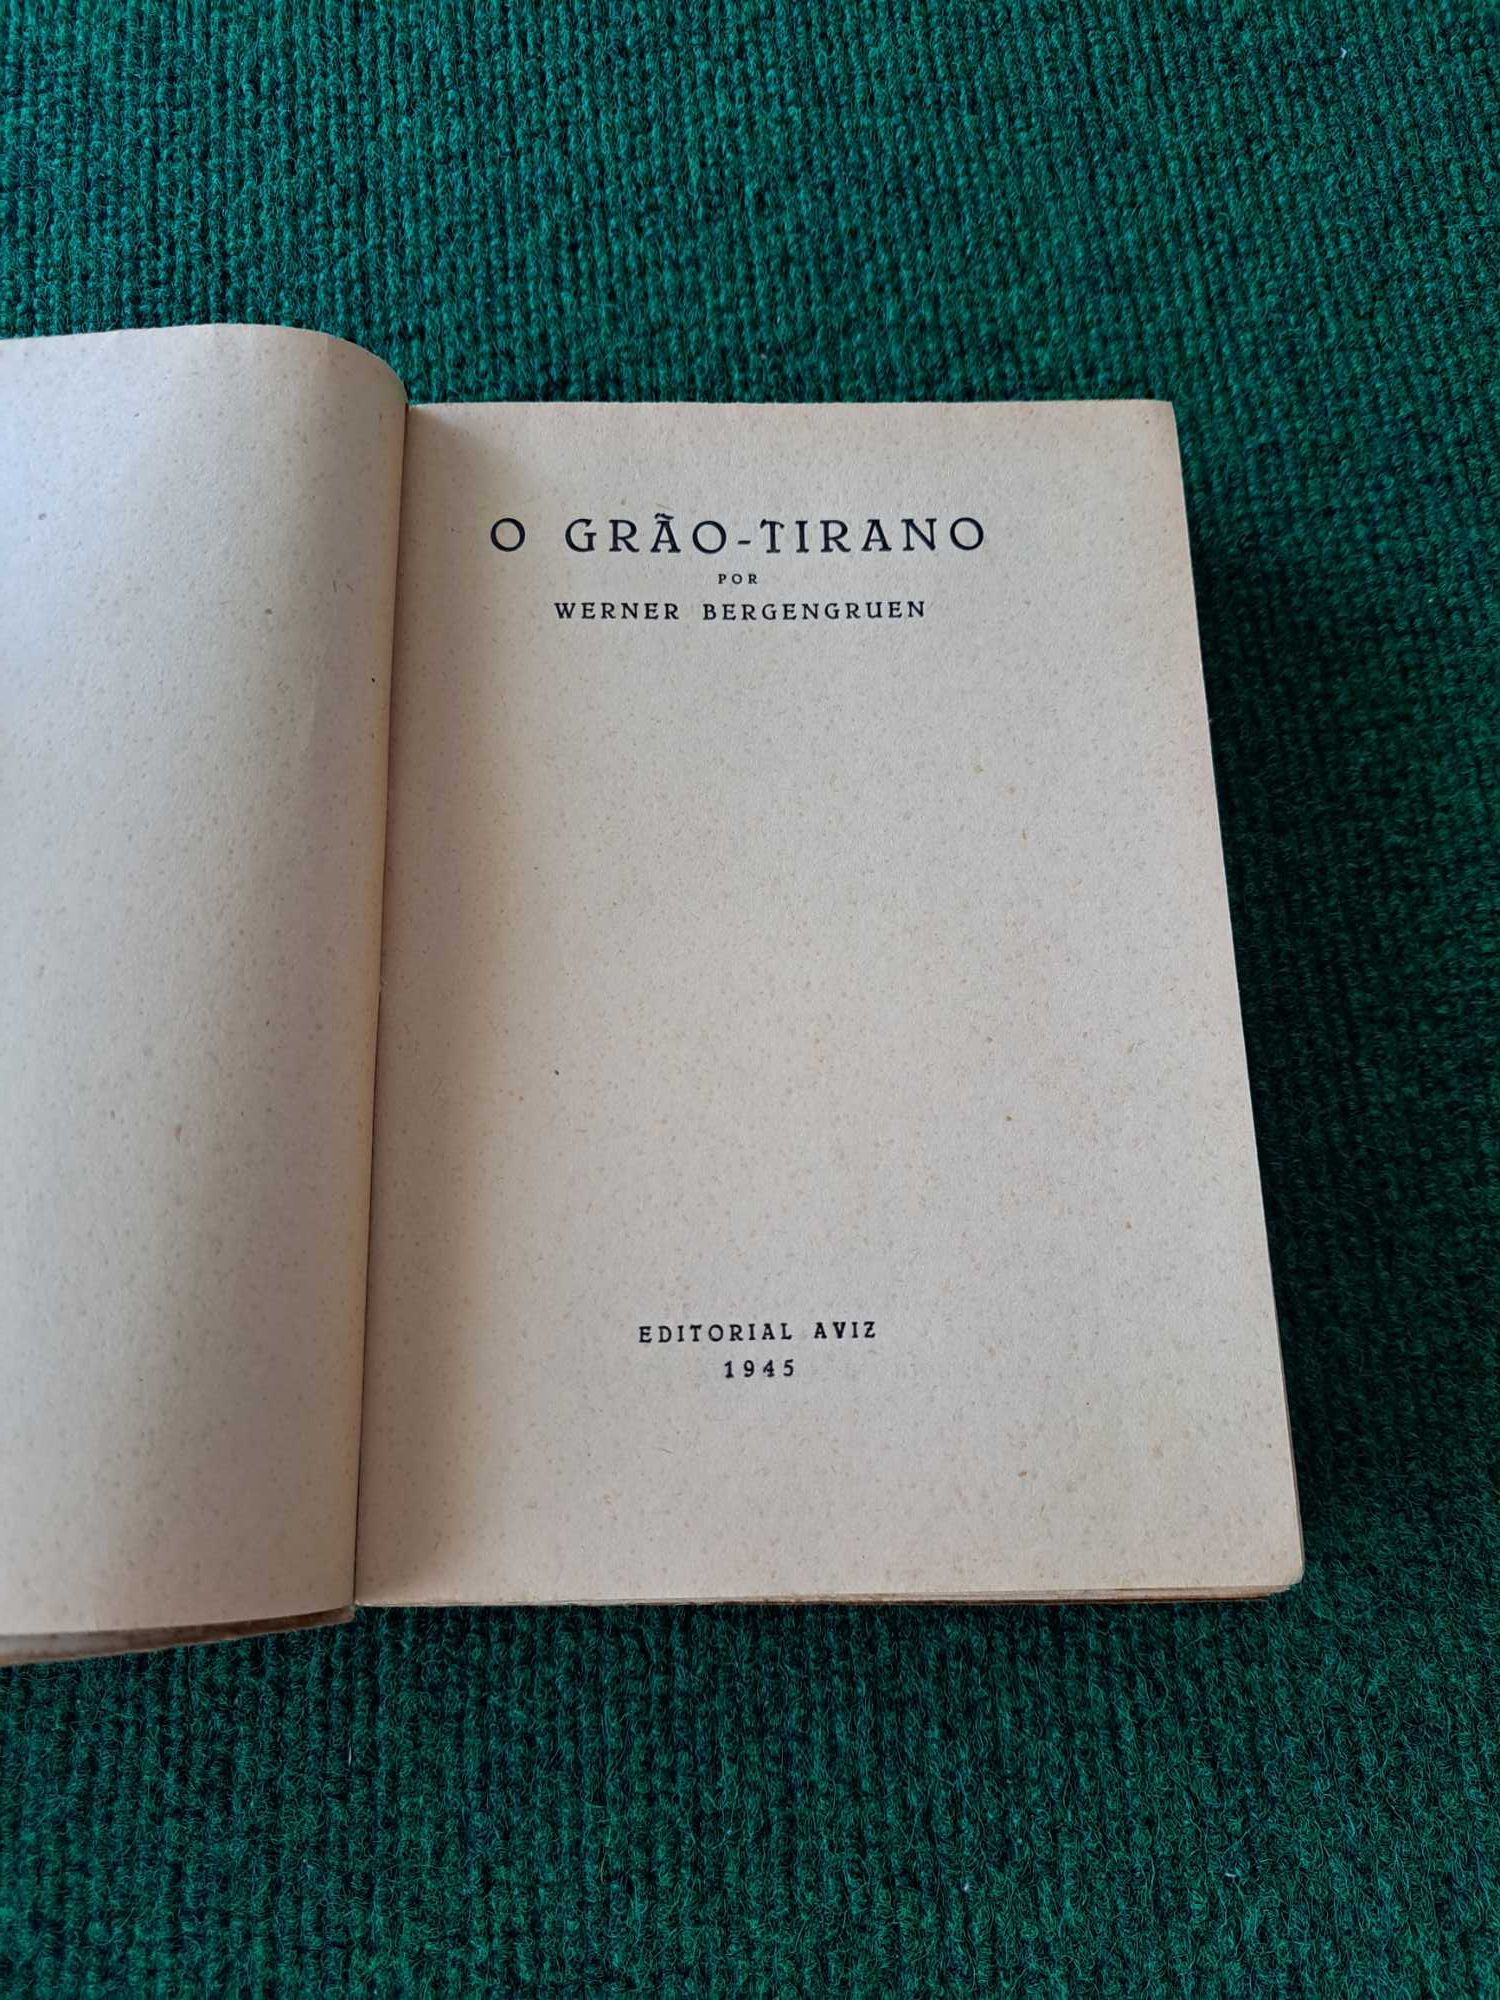 O GRÃO-TIRANO
POR
WERNER BERGENGRUEN
EDITORIAL AVIZ
1945